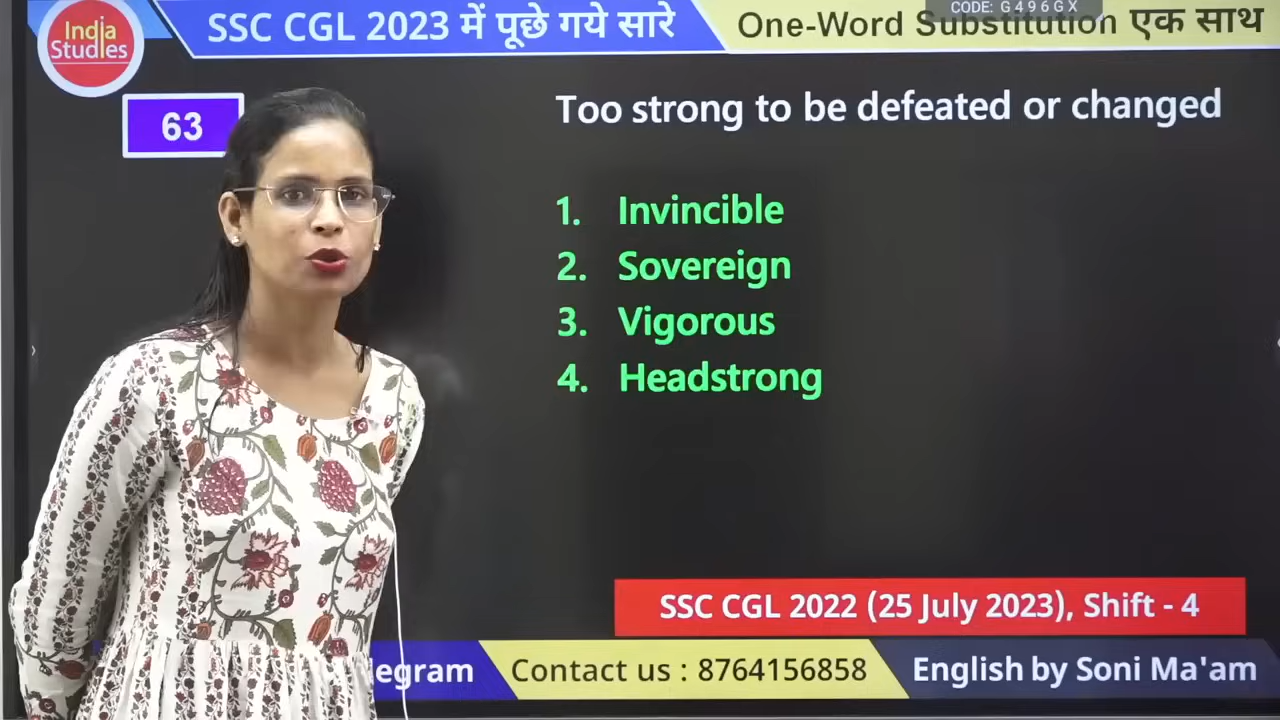 India
Studies
SSC CGL 2023 में पूछे गये सारे
One-Word Substitution एक साथ
CODE: G496GX
63
Too strong to be defeated or changed
1. Invincible
2. Sovereign
3. Vigorous
4. Headstrong
SSC CGL 2022 (25 July 2023), Shift - 4
elegram
Contact us : 8764156858
English by Soni Ma'am